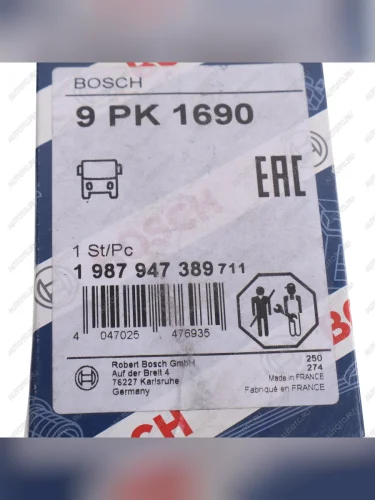 BOSCH
9 PK 1690
EAC
1 St/Pc
1 987 947 389 711
4 047025 476935
Robert Bosch GmbH
Auf der Breit 4
76227 Karlsruhe
Germany
250
274
Made in FRANCE
Fabriqué en FRANCE
BOSCH